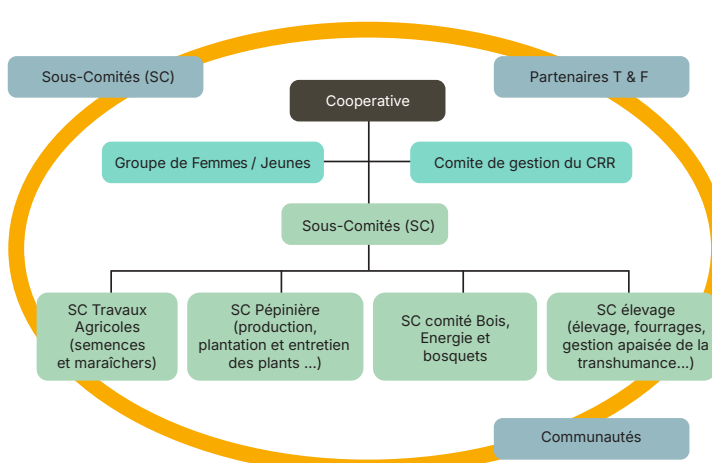 Sous-Comités (SC)
Partenaires T & F
Cooperative
Groupe de Femmes / Jeunes
Comite de gestion du CRR
Sous-Comités (SC)
SC Travaux
Agricoles
(semences
et maraîchers)
SC Pépinière
(production,
plantation et entretien
des plants ...)
SC comité Bois,
Energie et
bosquets
SC élevage
(élevage, fourrages,
gestion apaisée de la
transhumance...)
Communautés